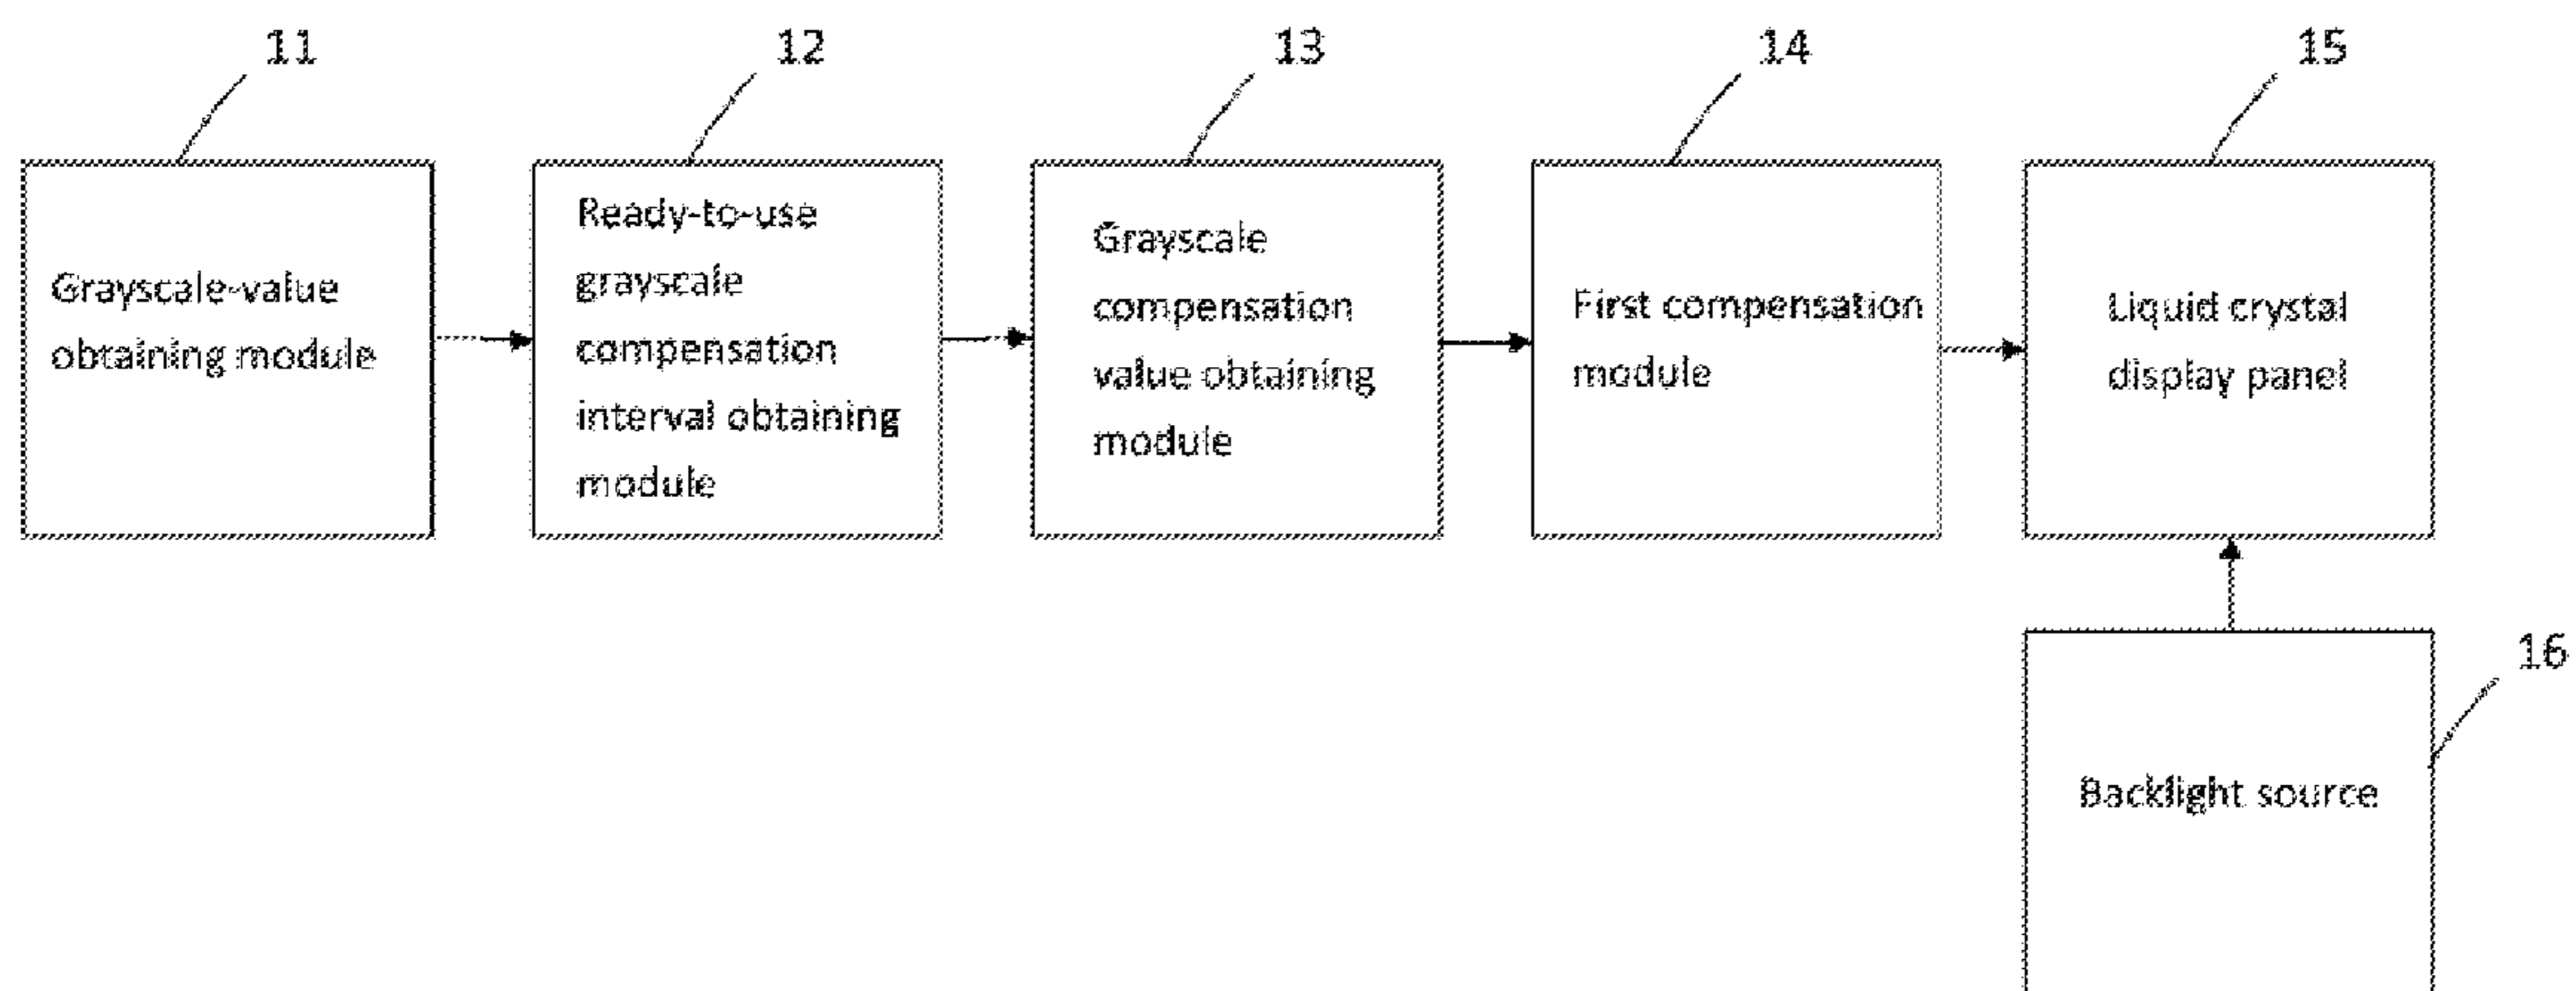 11
12
13
14
15
Grayscale-value
obtaining module
Ready-to-use
grayscale
compensation
interval obtaining
module
Grayscale
compensation
value obtaining
module
First compensation
module
Liquid crystal
display panel
16
Backlight source